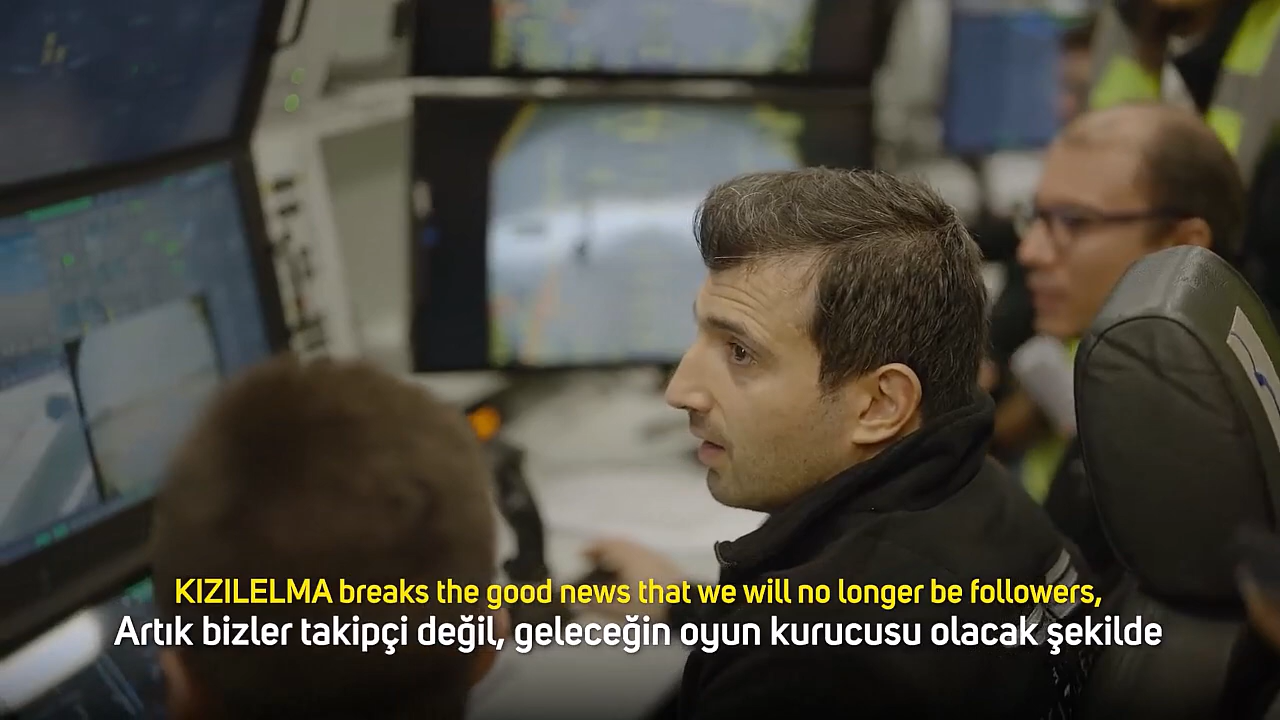 KIZILELMA breaks the good news that we will no longer be followers,
Artık bizler takipçi değil, geleceğin oyun kurucusu olacak şekilde